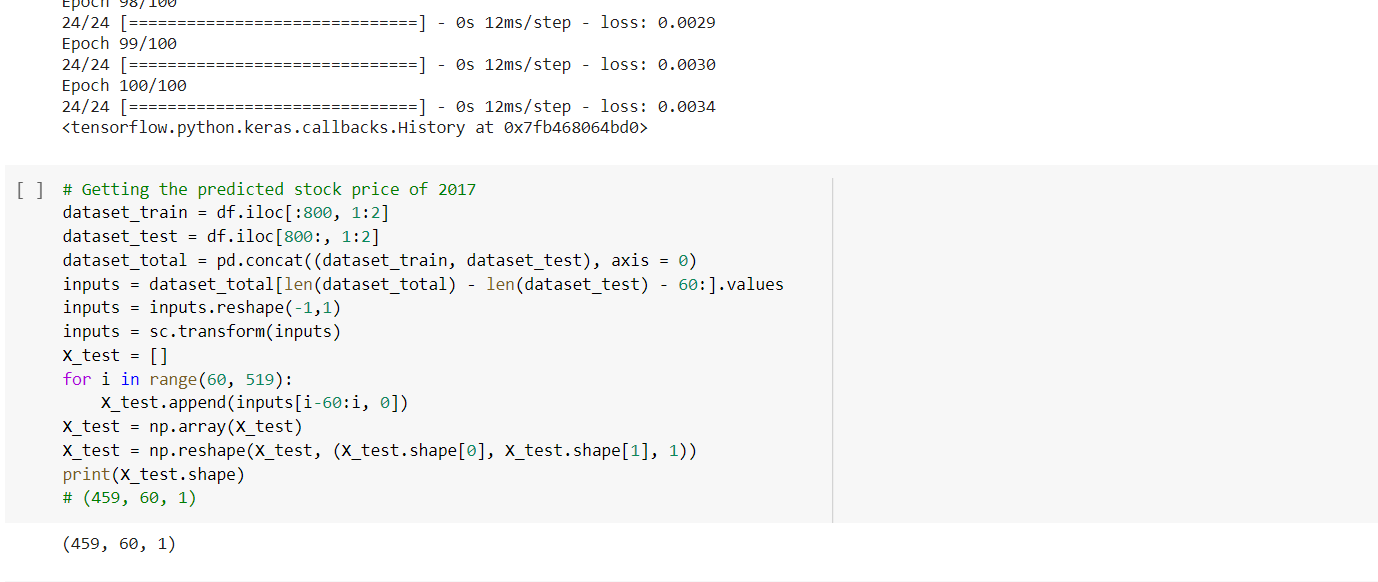 Epoch 98/100
24/24 [==============================] - 0s 12ms/step - loss: 0.0029
Epoch 99/100
24/24 [==============================] - 0s 12ms/step - loss: 0.0030
Epoch 100/100
24/24 [==============================] - 0s 12ms/step - loss: 0.0034
<tensorflow.python.keras.callbacks.History at 0x7fb468064bd0>
[ ] # Getting the predicted stock price of 2017
dataset_train = df.iloc[:800, 1:2]
dataset_test = df.iloc[800:, 1:2]
dataset_total = pd.concat((dataset_train, dataset_test), axis = 0)
inputs = dataset_total[len(dataset_total) - len(dataset_test) - 60:].values
inputs = inputs.reshape(-1,1)
inputs = sc.transform(inputs)
X_test = []
for i in range(60, 519):
    X_test.append(inputs[i-60:i, 0])
X_test = np.array(X_test)
X_test = np.reshape(X_test, (X_test.shape[0], X_test.shape[1], 1))
print(X_test.shape)
# (459, 60, 1)
(459, 60, 1)